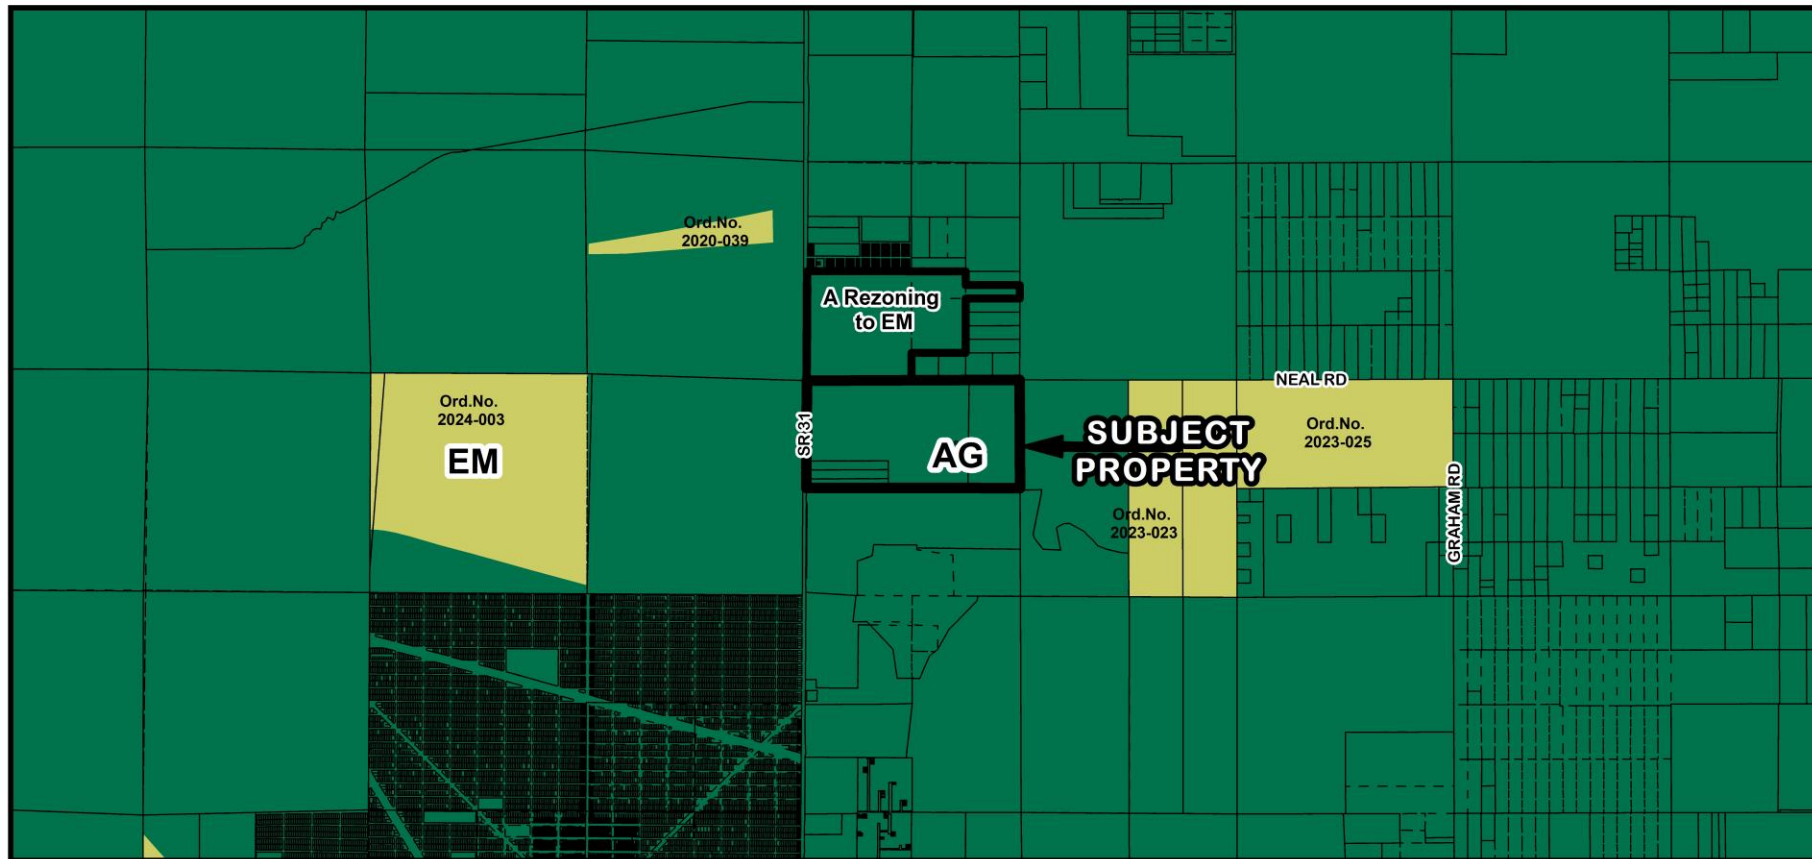 Ord.No.
2020-039
A Rezoning
to EM
NEAL RD
Ord.No.
2024-003
EM
SR 31
AG
SUBJECT
PROPERTY
Ord.No.
2023-025
Ord.No.
2023-023
GRAHAM RD